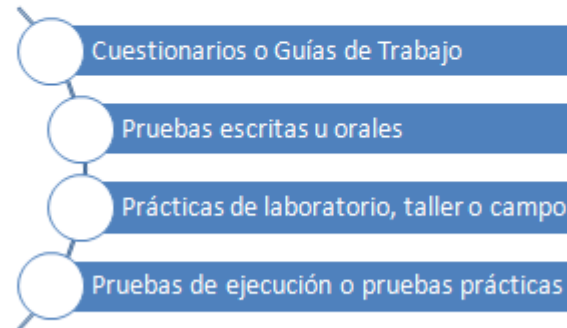 Cuestionarios o Guías de Trabajo
Pruebas escritas u orales
Prácticas de laboratorio, taller o campo
Pruebas de ejecución o pruebas prácticas